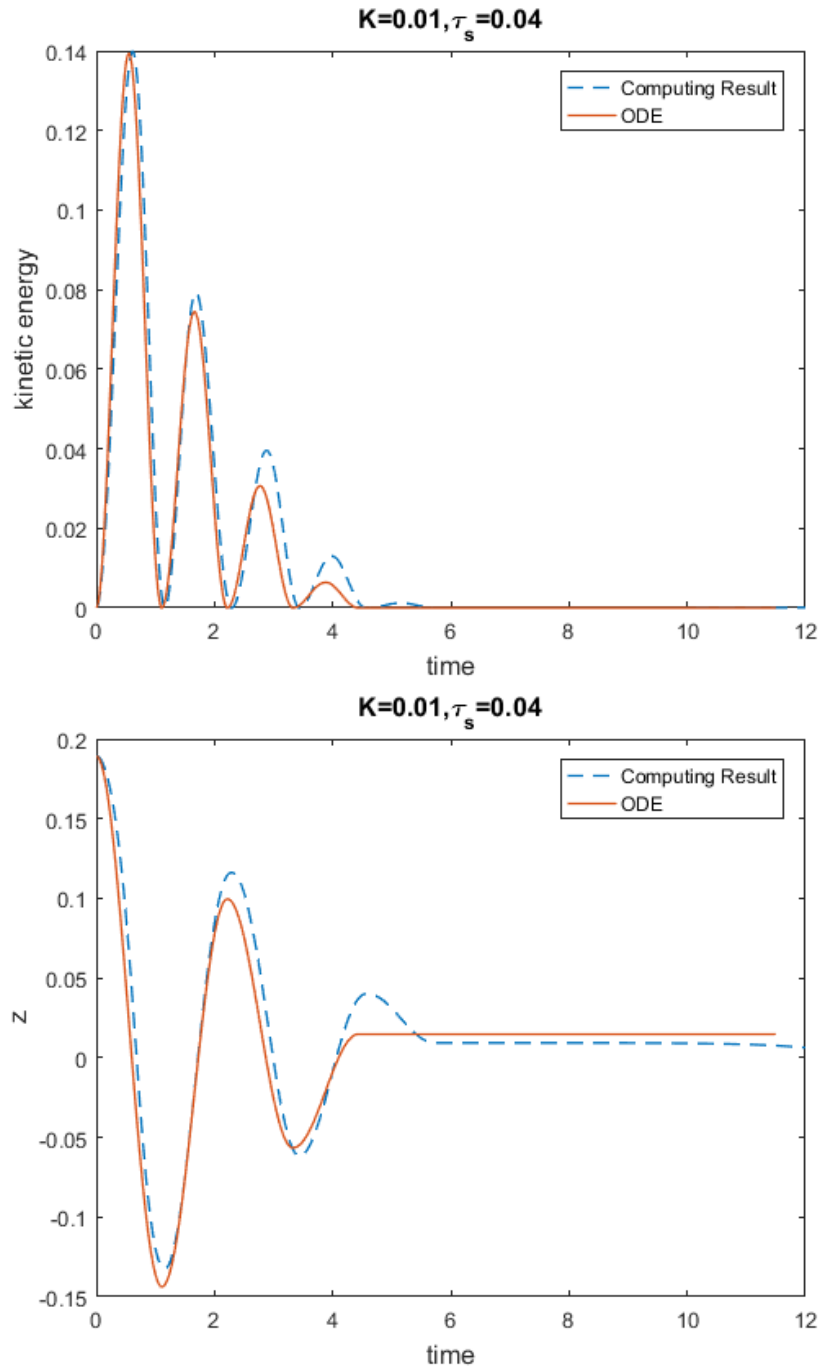 K=0.01,τs=0.04
Computing Result
ODE
0.14
0.12
0.1
0.08
0.06
0.04
0.02
0
kinetic energy
0 2 4 6 8 10 12
time
K=0.01,τs=0.04
Computing Result
ODE
0.2
0.15
0.1
0.05
0
-0.05
-0.1
-0.15
z
0 2 4 6 8 10 12
time